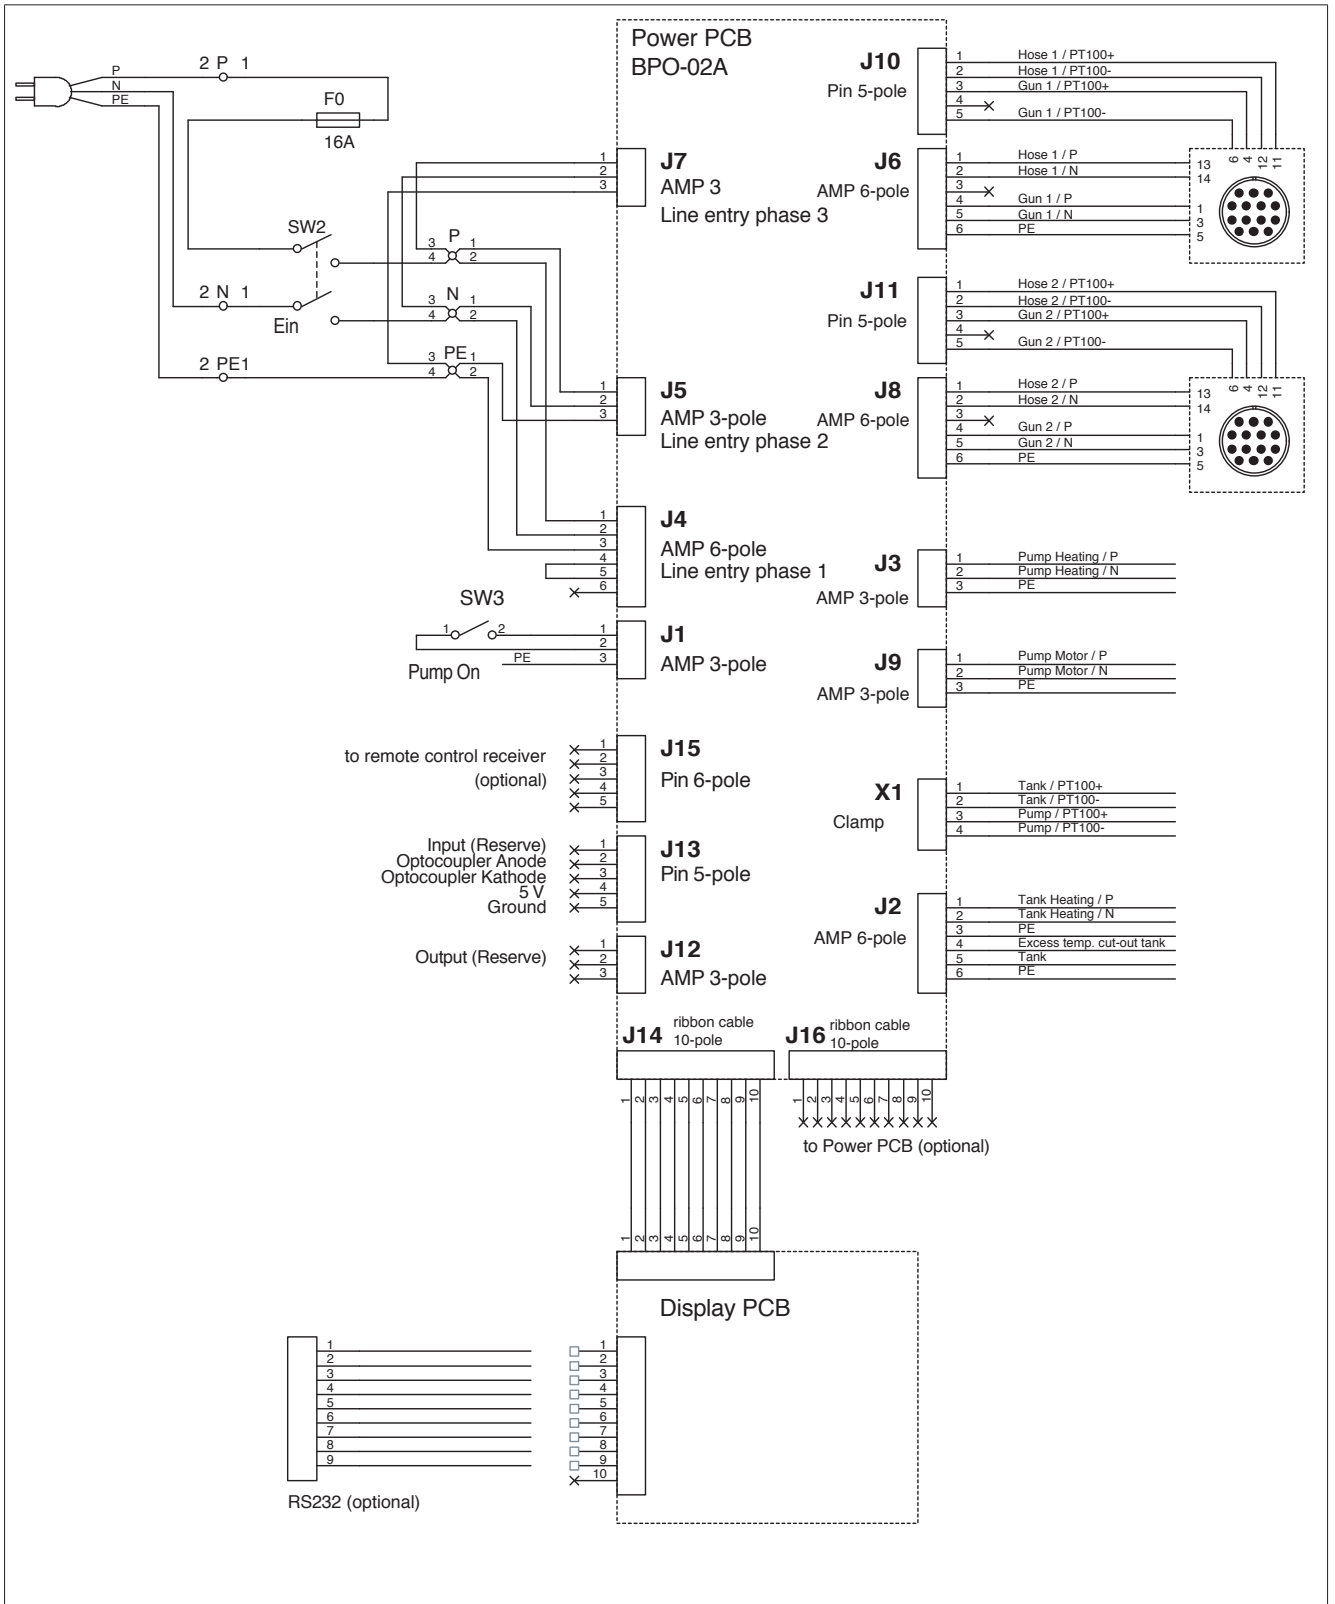 Power PCB
BPO-02A
P
N
PE
2 P 1
F0
16A
SW2
2 N 1
Ein
2 PE1
3 P 1
4 2
3 N 1
4 2
3 PE 1
4 2
1
2
3
J7
AMP 3
Line entry phase 3
1
2
3
J5
AMP 3-pole
Line entry phase 2
1
2
3
4
5
6
J4
AMP 6-pole
Line entry phase 1
SW3
1 2
Pump On
PE
1
2
3
J1
AMP 3-pole
to remote control receiver
(optional)
1
2
3
4
5
J15
Pin 6-pole
Input (Reserve)
Optocoupler Anode
Optocoupler Kathode
5 V
Ground
1
2
3
4
5
J13
Pin 5-pole
Output (Reserve)
1
2
3
J12
AMP 3-pole
J10
Pin 5-pole
1 Hose 1 / PT100+
2 Hose 1 / PT100-
3 Gun 1 / PT100+
4
5 Gun 1 / PT100-
J6
AMP 6-pole
1 Hose 1 / P
2 Hose 1 / N
3
4 Gun 1 / P
5 Gun 1 / N
6 PE
6 4 12 11
13
14
1
3
5
J11
Pin 5-pole
1 Hose 2 / PT100+
2 Hose 2 / PT100-
3 Gun 2 / PT100+
4
5 Gun 2 / PT100-
J8
AMP 6-pole
1 Hose 2 / P
2 Hose 2 / N
3
4 Gun 2 / P
5 Gun 2 / N
6 PE
6 4 12 11
13
14
1
3
5
J3
AMP 3-pole
1 Pump Heating / P
2 Pump Heating / N
3 PE
J9
AMP 3-pole
1 Pump Motor / P
2 Pump Motor / N
3 PE
X1
Clamp
1 Tank / PT100+
2 Tank / PT100-
3 Pump / PT100+
4 Pump / PT100-
J2
AMP 6-pole
1 Tank Heating / P
2 Tank Heating / N
3 PE
4 Excess temp. cut-out tank
5 Tank
6 PE
J14 ribbon cable
10-pole
J16 ribbon cable
10-pole
1 2 3 4 5 6 7 8 9 10
1 2 3 4 5 6 7 8 9 10
to Power PCB (optional)
1 2 3 4 5 6 7 8 9 10
Display PCB
1
2
3
4
5
6
7
8
9
RS232 (optional)
1
2
3
4
5
6
7
8
9
10